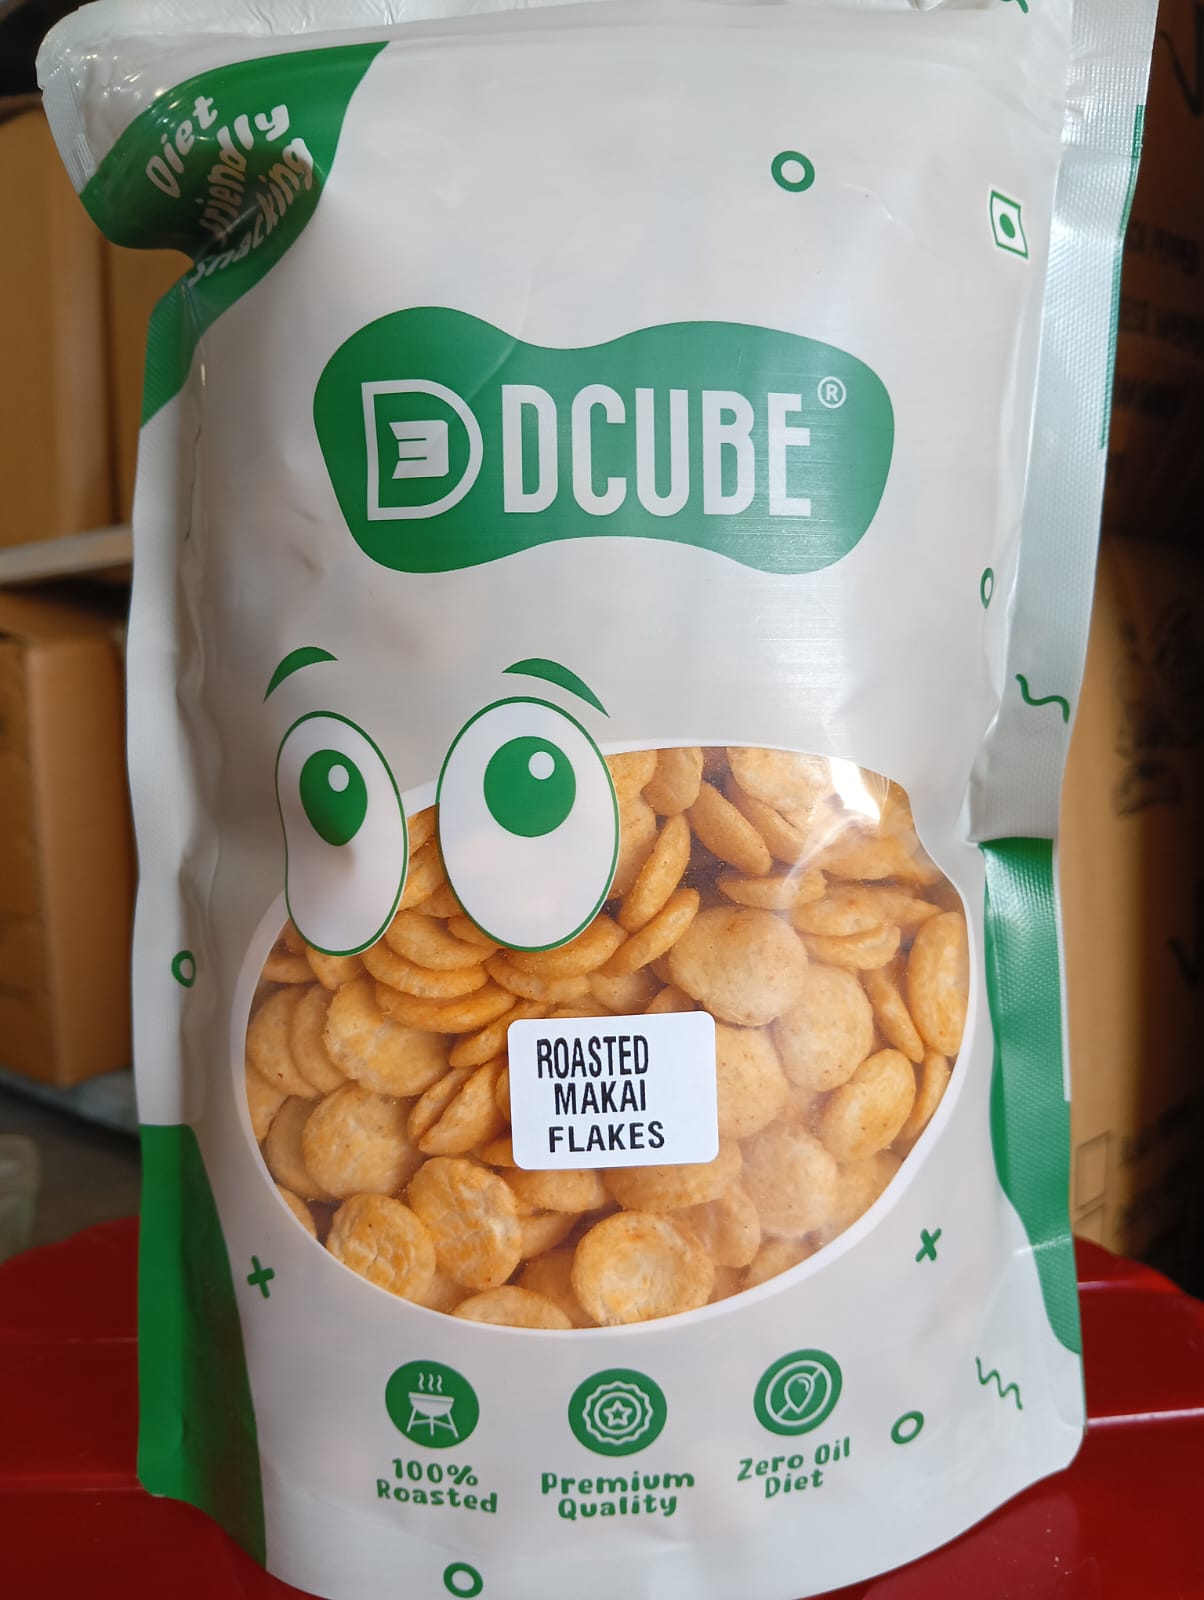 Diet
friendly
snacking
DCUBE®
ROASTED
MAKAI
FLAKES
100%
Roasted
Premium
Quality
Zero Oil
Diet